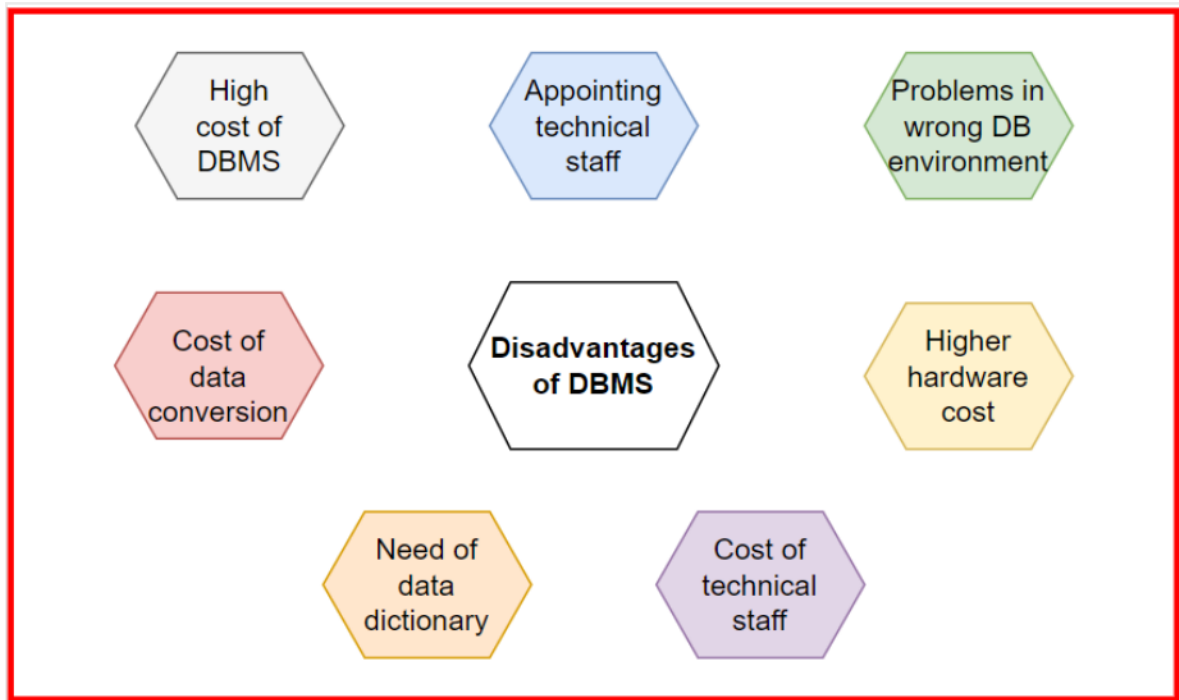 High
cost of
DBMS
Appointing
technical
staff
Problems in
wrong DB
environment
Cost of
data
conversion
Disadvantages
of DBMS
Higher
hardware
cost
Need of
data
dictionary
Cost of
technical
staff